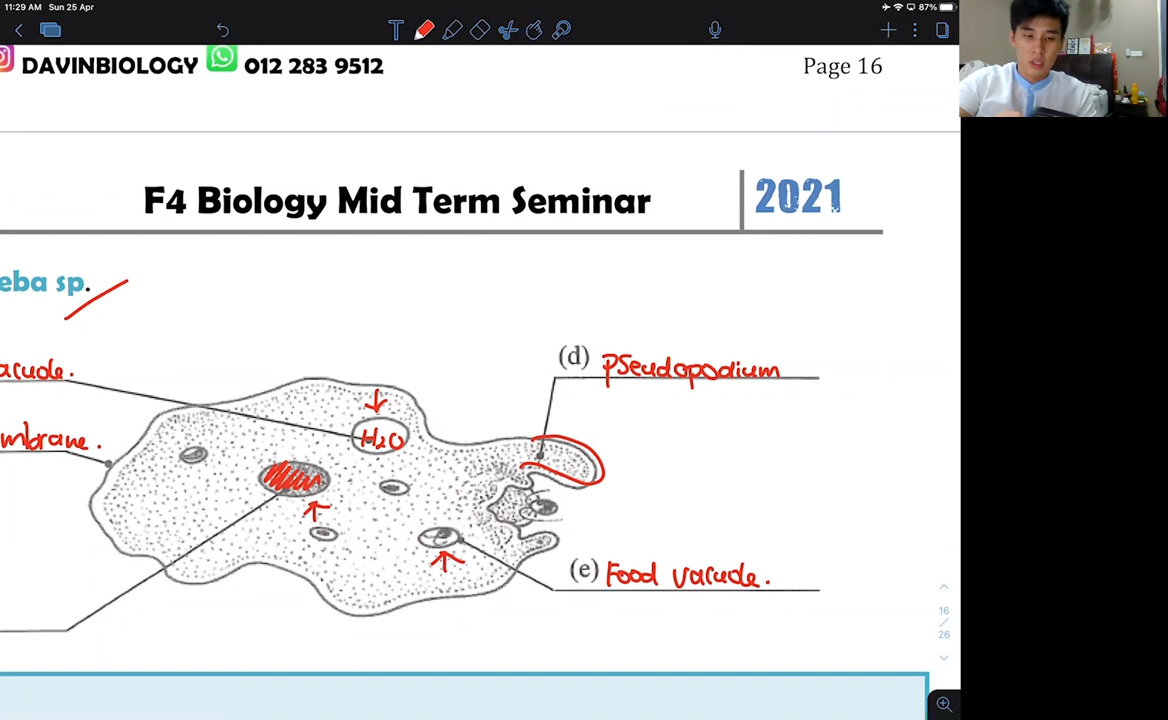 11:29 AM Sun 25 Apr
87%
DAVINBIOLOGY 012 283 9512
Page 16
F4 Biology Mid Term Seminar
2021
eba sp.
acuole.
(d) Pseudopodium
H2O
mbrane.
(e) Food vacuole.
16
/
26